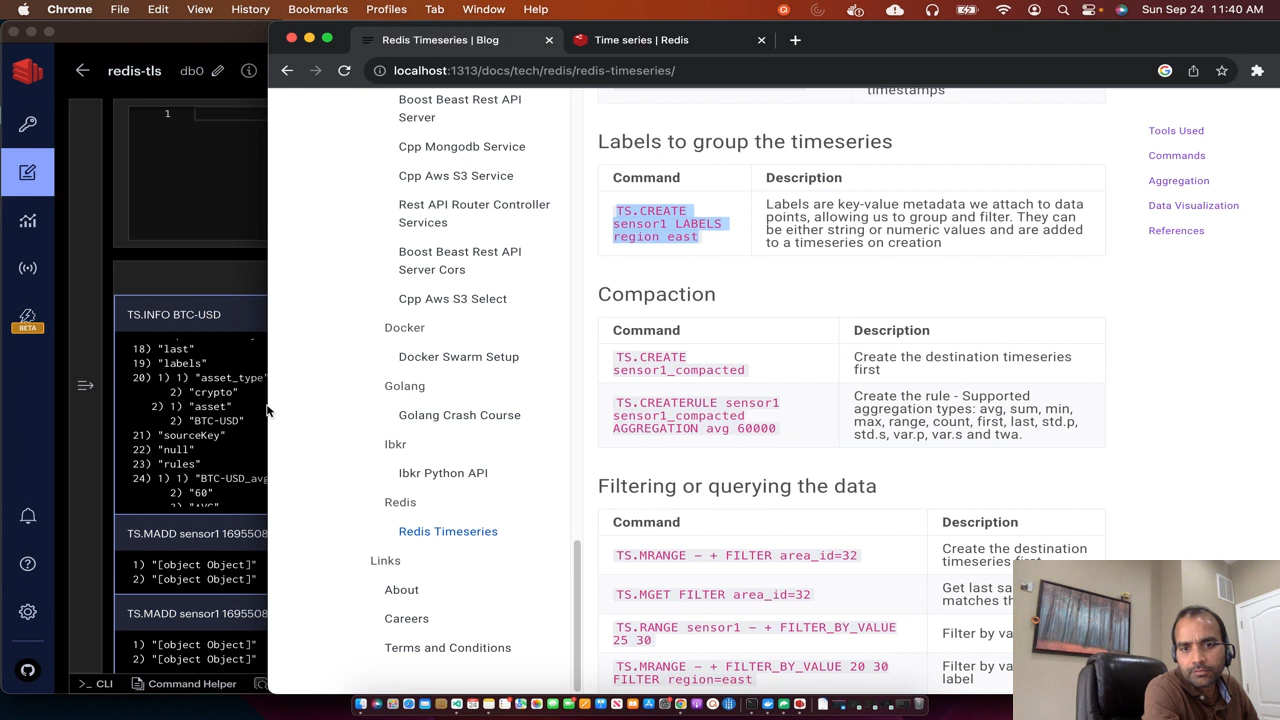 Chrome File Edit View History Bookmarks Profiles Tab Window Help Sun Sep 24 11:40 AM
redis-tls db0
1
TS.INFO BTC-USD
18) "last"
19) "labels"
20) 1) 1) "asset_type"
2) "crypto"
2) 1) "asset"
2) "BTC-USD"
21) "sourceKey"
22) "null"
23) "rules"
24) 1) 1) "BTC-USD_avg
2) "60"
3) "AVG"
TS.MADD sensor1 1695508
1) "[object Object]"
2) "[object Object]"
TS.MADD sensor1 1695508
1) "[object Object]"
2) "[object Object]"
BETA
>_ CLI Command Helper
Redis Timeseries | Blog
Time series | Redis
localhost:1313/docs/tech/redis/redis-timeseries/
Boost Beast Rest API
Server
Cpp Mongodb Service
Cpp Aws S3 Service
Rest API Router Controller
Services
Boost Beast Rest API
Server Cors
Cpp Aws S3 Select
Docker
Docker Swarm Setup
Golang
Golang Crash Course
Ibkr
Ibkr Python API
Redis
Redis Timeseries
Links
About
Careers
Terms and Conditions
timestamps
Labels to group the timeseries
Command Description
TS.CREATE
sensor1 LABELS
region east
Labels are key-value metadata we attach to data
points, allowing us to group and filter. They can
be either string or numeric values and are added
to a timeseries on creation
Compaction
Command Description
TS.CREATE
sensor1_compacted
Create the destination timeseries
first
TS.CREATERULE sensor1
sensor1_compacted
AGGREGATION avg 60000
Create the rule - Supported
aggregation types: avg, sum, min,
max, range, count, first, last, std.p,
std.s, var.p, var.s and twa.
Filtering or querying the data
Command Description
TS.MRANGE - + FILTER area_id=32
Create the destination
timeseries first
TS.MGET FILTER area_id=32
Get last sa
matches th
TS.RANGE sensor1 - + FILTER_BY_VALUE
25 30
Filter by va
TS.MRANGE - + FILTER_BY_VALUE 20 30
FILTER region=east
Filter by va
label
Tools Used
Commands
Aggregation
Data Visualization
References